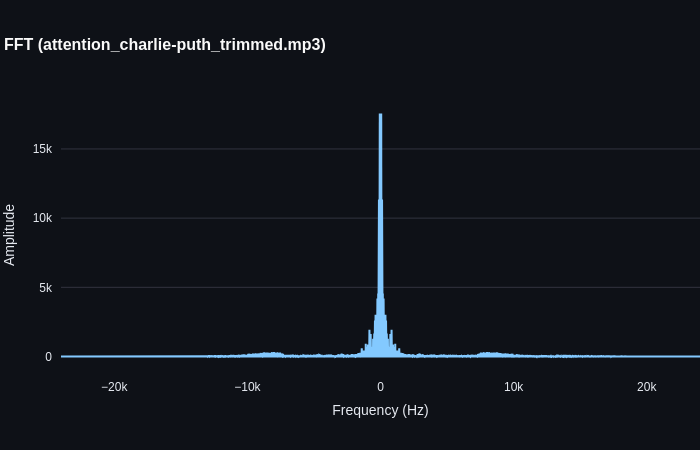 FFT (attention_charlie-puth_trimmed.mp3)
15k
10k
5k
0
Amplitude
−20k
−10k
0
10k
20k
Frequency (Hz)